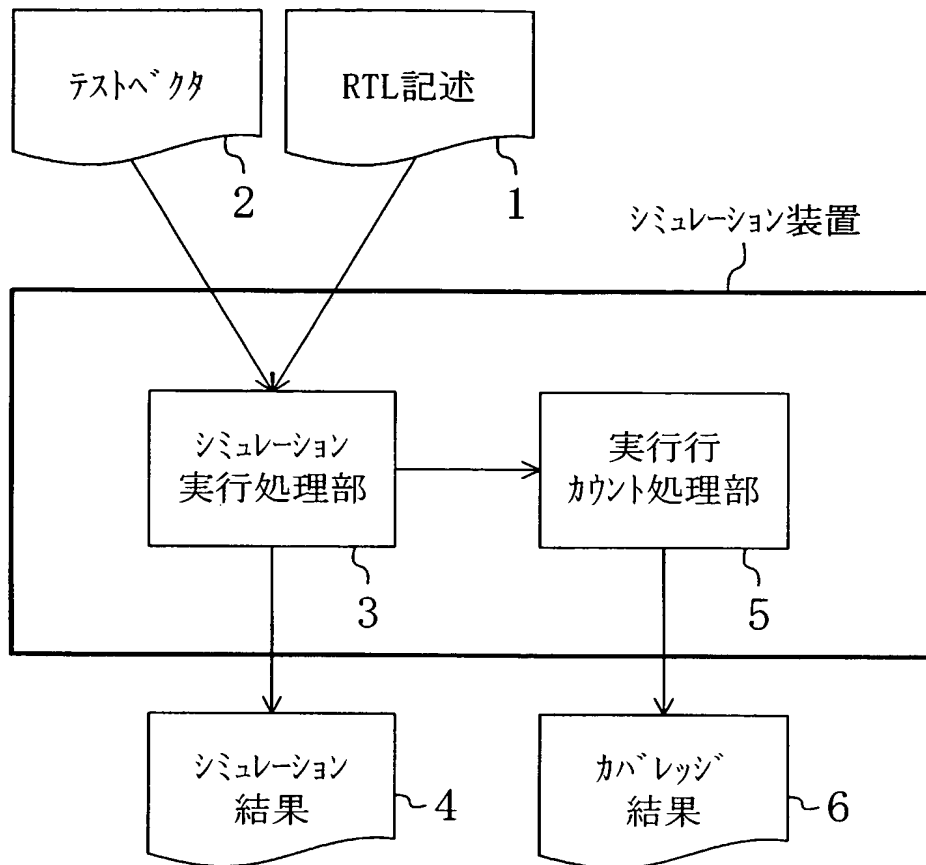 テストベクタ
RTL記述
2
1
シミュレーション装置
シミュレーション
実行処理部
実行行
カウント処理部
3
5
シミュレーション
結果
4
カバレッジ
結果
6